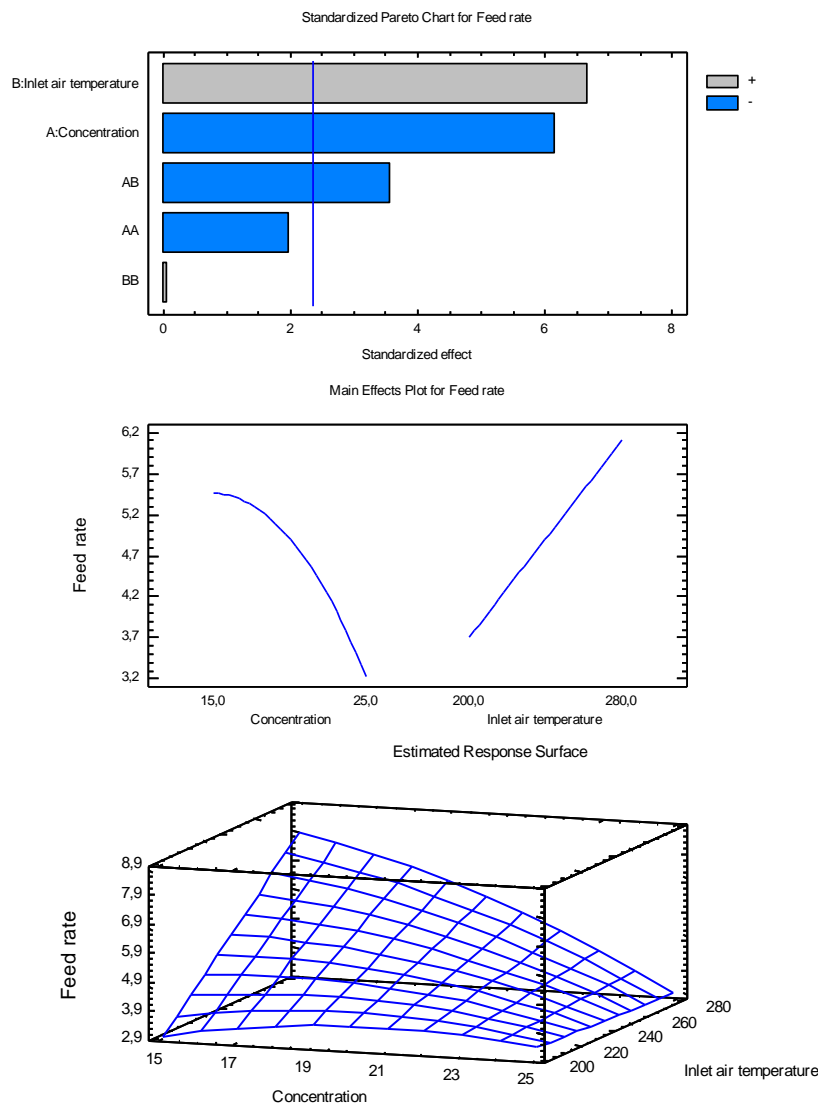 Standardized Pareto Chart for Feed rate
B:Inlet air temperature
A:Concentration
AB
AA
BB
+
-
0 2 4 6 8
Standardized effect
Main Effects Plot for Feed rate
6,2
5,7
5,2
4,7
4,2
3,7
3,2
Feed rate
15,0 25,0 200,0 280,0
Concentration Inlet air temperature
Estimated Response Surface
8,9
7,9
6,9
5,9
4,9
3,9
2,9
Feed rate
15 17 19 21 23 25
Concentration
200 220 240 260 280
Inlet air temperature